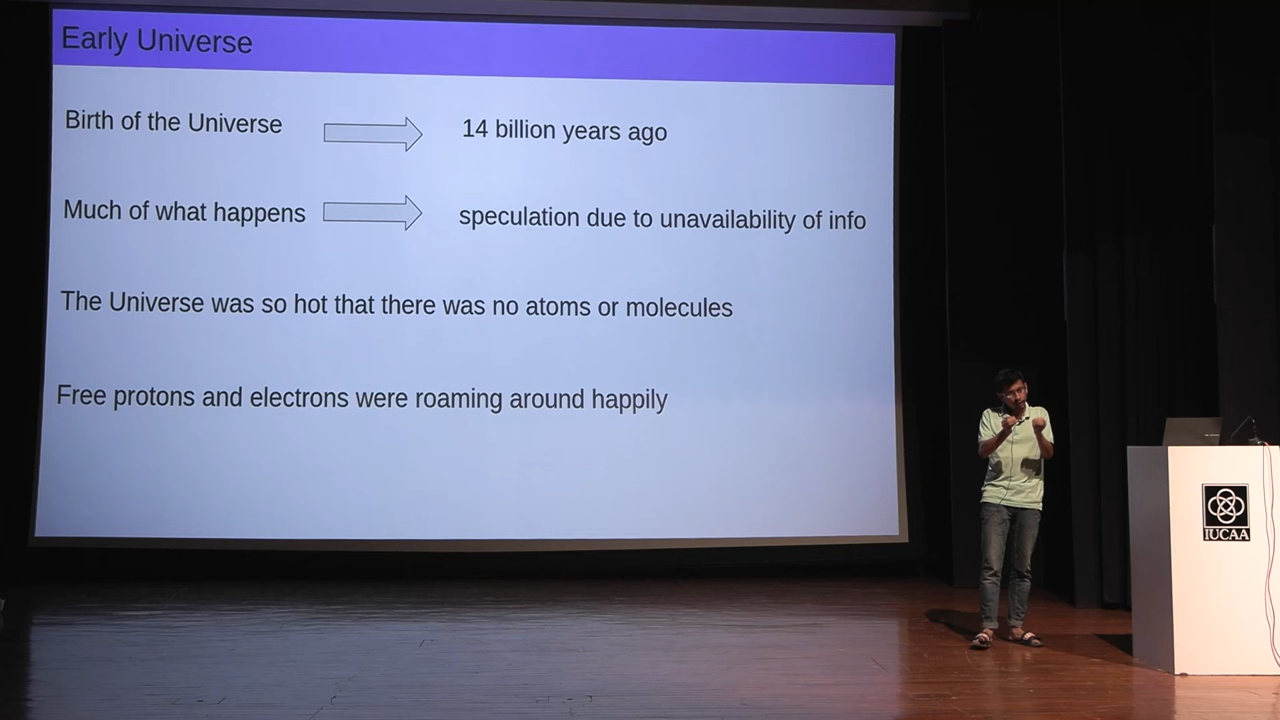 Early Universe
Birth of the Universe
14 billion years ago
Much of what happens
speculation due to unavailability of info
The Universe was so hot that there was no atoms or molecules
Free protons and electrons were roaming around happily
IUCAA